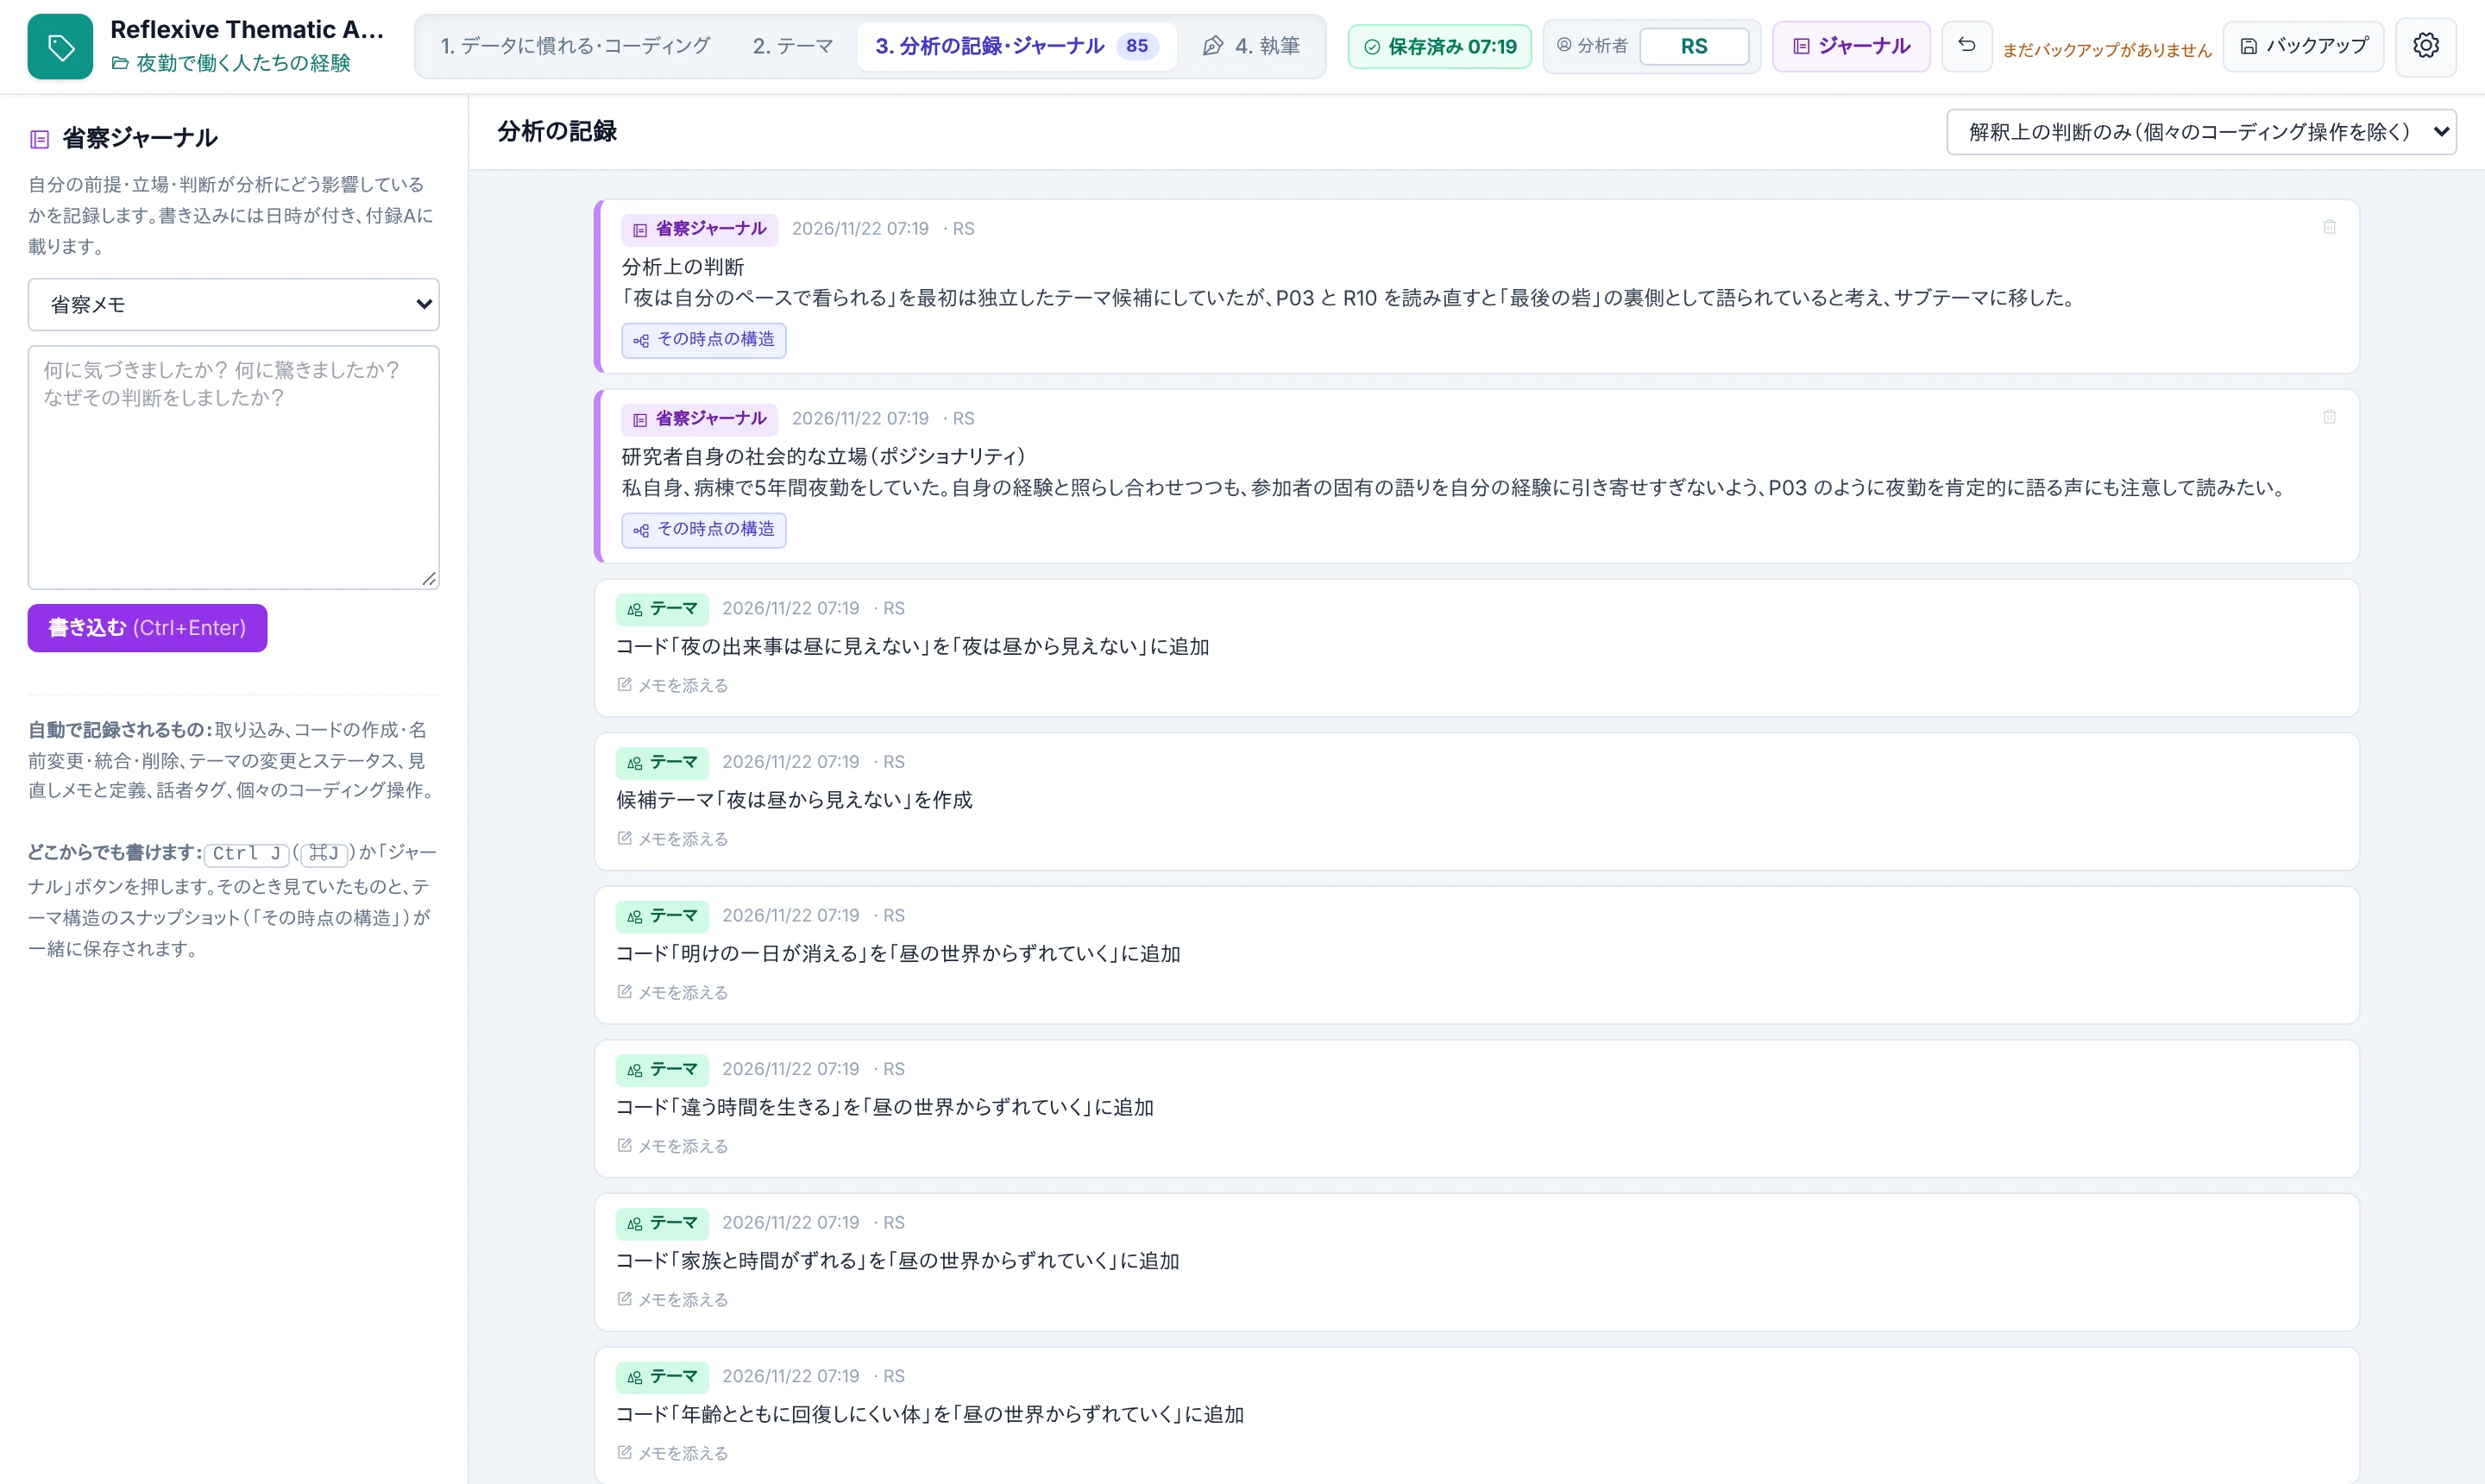 Reflexive Thematic A...
夜勤で働く人たちの経験
1. データに慣れる・コーディング
2. テーマ
3. 分析の記録・ジャーナル 85
4. 執筆
保存済み 07:19
分析者 RS
ジャーナル
まだバックアップがありません
バックアップ
省察ジャーナル
自分の前提・立場・判断が分析にどう影響している
かを記録します。書き込みには日時が付き、付録Aに
載ります。
省察メモ
何に気づきましたか? 何に驚きましたか?
なぜその判断をしましたか?
書き込む (Ctrl+Enter)
自動で記録されるもの:取り込み、コードの作成・名
前変更・統合・削除、テーマの変更とステータス、見
直しメモと定義、話者タグ、個々のコーディング操作。
どこからでも書けます: Ctrl J (⌘J)か「ジャー
ナル」ボタンを押します。そのとき見ていたものと、テ
ーマ構造のスナップショット(「その時点の構造」)が
一緒に保存されます。
分析の記録
解釈上の判断のみ(個々のコーディング操作を除く)
省察ジャーナル 2026/11/22 07:19 · RS
分析上の判断
「夜は自分のペースで看られる」を最初は独立したテーマ候補にしていたが、P03 と R10 を読み直すと「最後の砦」の裏側として語られていると考え、サブテーマに移した。
その時点の構造
省察ジャーナル 2026/11/22 07:19 · RS
研究者自身の社会的な立場(ポジショナリティ)
私自身、病棟で5年間夜勤をしていた。自身の経験と照らし合わせつつも、参加者の固有の語りを自分の経験に引き寄せすぎないよう、P03 のように夜勤を肯定的に語る声にも注意して読みたい。
その時点の構造
テーマ 2026/11/22 07:19 · RS
コード「夜の出来事は昼に見えない」を「夜は昼から見えない」に追加
メモを添える
テーマ 2026/11/22 07:19 · RS
候補テーマ「夜は昼から見えない」を作成
メモを添える
テーマ 2026/11/22 07:19 · RS
コード「明けの一日が消える」を「昼の世界からずれていく」に追加
メモを添える
テーマ 2026/11/22 07:19 · RS
コード「違う時間を生きる」を「昼の世界からずれていく」に追加
メモを添える
テーマ 2026/11/22 07:19 · RS
コード「家族と時間がずれる」を「昼の世界からずれていく」に追加
メモを添える
テーマ 2026/11/22 07:19 · RS
コード「年齢とともに回復しにくい体」を「昼の世界からずれていく」に追加
メモを添える